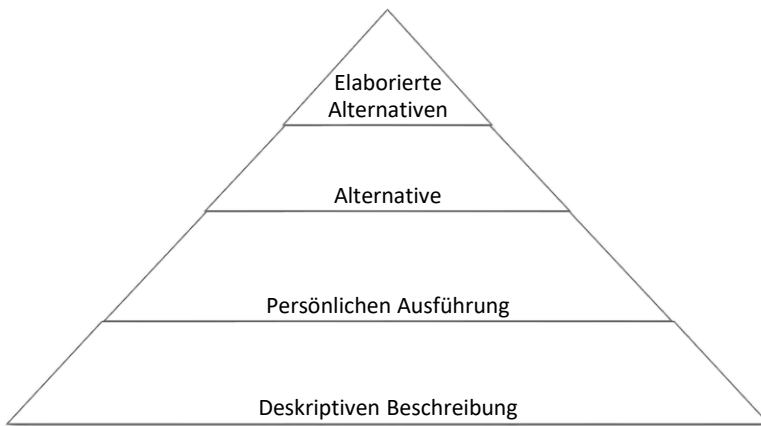 Elaborierte
Alternativen
Alternative
Persönlichen Ausführung
Deskriptiven Beschreibung